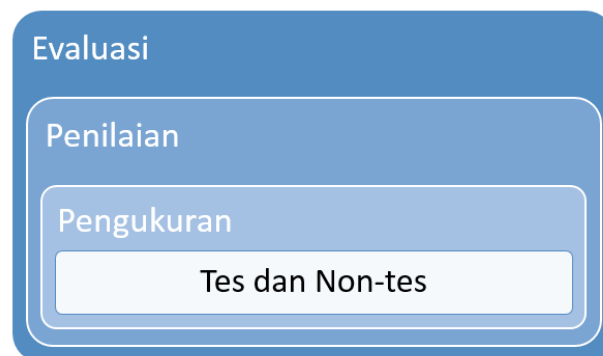 Evaluasi
Penilaian
Pengukuran
Tes dan Non-tes